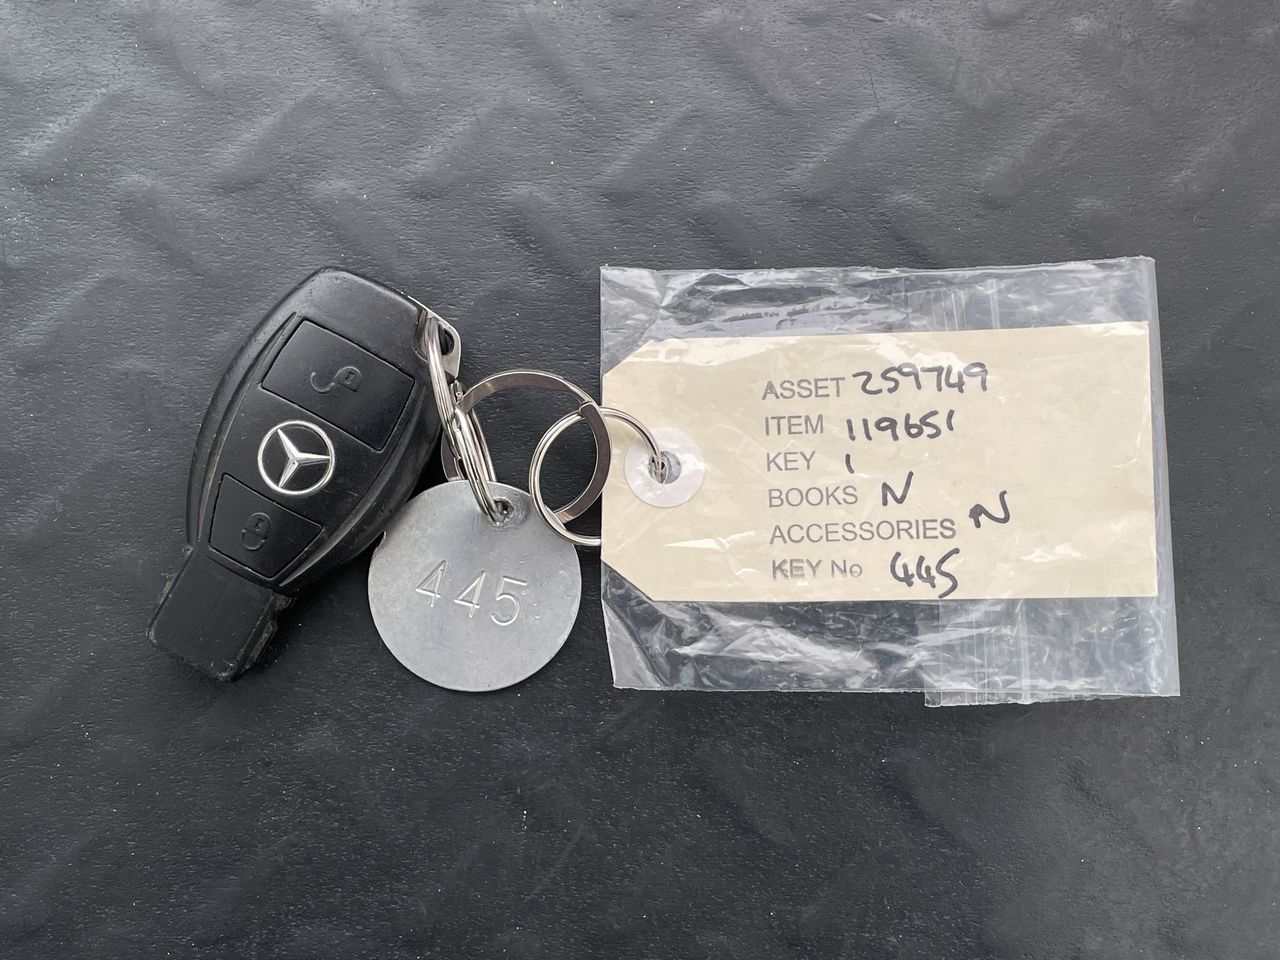 445
ASSET 259749
ITEM 119651
KEY 1
BOOKS N
ACCESSORIES N
KEY No 445